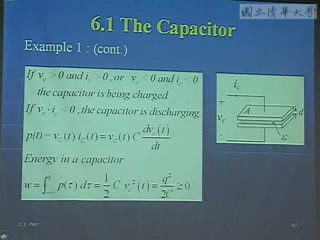 國立清華大學
6.1 The Capacitor
Example 1 : (cont.)
If v_c > 0 and i_c > 0 , or v_c < 0 and i_c < 0
the capacitor is being charged
If v_c · i_c < 0 , the capacitor is discharging
p(t) = v_c(t) i_c(t) = v_c(t) C dv_c(t)/dt
Energy in a capacitor
w = ∫_{-∞}^{t} p(τ) dτ = 1/2 C v_c²(t) = q²/2C ≥ 0
i_c
+
v_c
-
A
d
ε
C.T. Pan